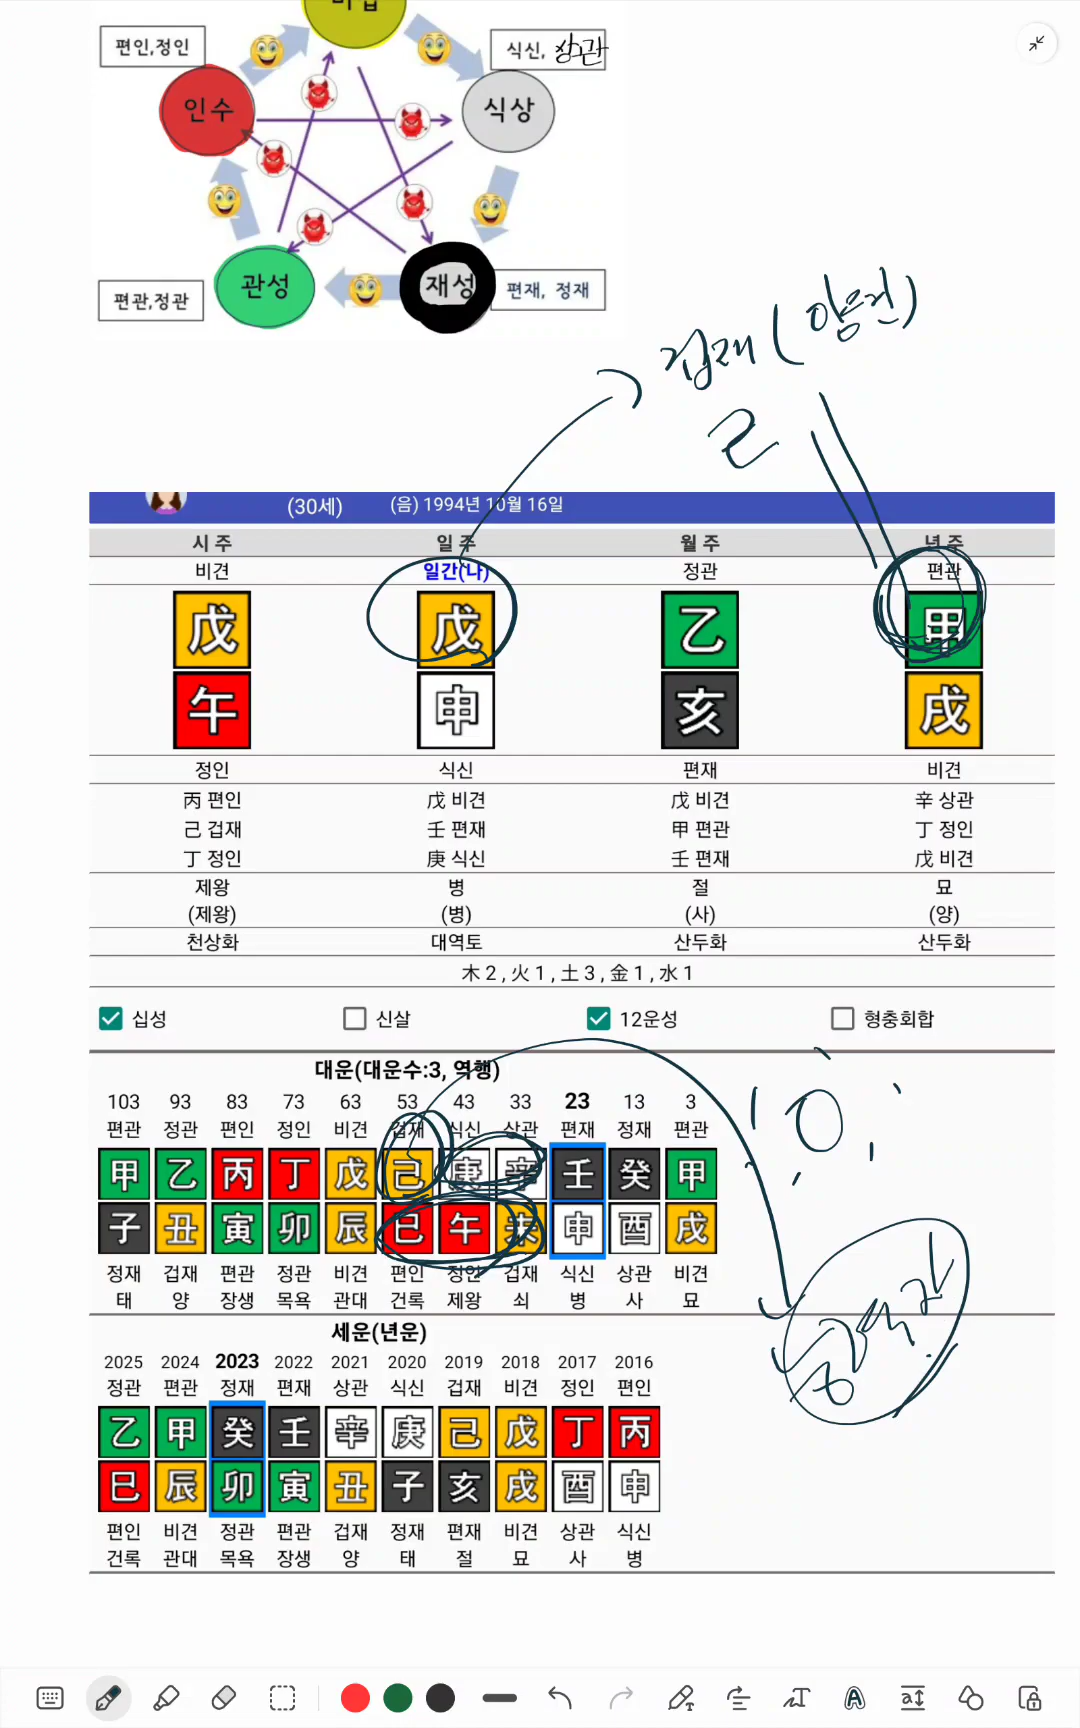 비겁
편인,정인
식신, 상관
인수
식상
관성
재성
편관,정관
편재, 정재
겁재 ( 양인 )
근
(30세) (음) 1994년 10월 16일
시 주 일 주 월 주 년 주
비견 일간(나) 정관 편관
戊 戊 乙 甲
午 申 亥 戌
정인 식신 편재 비견
丙 편인 戊 비견 戊 비견 辛 상관
己 겁재 壬 편재 甲 편관 丁 정인
丁 정인 庚 식신 壬 편재 戊 비견
제왕 병 절 묘
(제왕) (병) (사) (양)
천상화 대역토 산두화 산두화
木 2 , 火 1 , 土 3 , 金 1 , 水 1
십성 신살 12운성 형충회합
대운(대운수:3, 역행)
103 93 83 73 63 53 43 33 23 13 3
편관 정관 편인 정인 비견 겁재 식신 상관 편재 정재 편관
甲 乙 丙 丁 戊 己 庚 辛 壬 癸 甲
子 丑 寅 卯 辰 巳 午 未 申 酉 戌
정재 겁재 편관 정관 비견 편인 정인 겁재 식신 상관 비견
태 양 장생 목욕 관대 건록 제왕 쇠 병 사 묘
세운(년운)
2025 2024 2023 2022 2021 2020 2019 2018 2017 2016
정관 편관 정재 편재 상관 식신 겁재 비견 정인 편인
乙 甲 癸 壬 辛 庚 己 戊 丁 丙
巳 辰 卯 寅 丑 子 亥 戌 酉 申
편인 비견 정관 편관 겁재 정재 편재 비견 상관 식신
건록 관대 목욕 장생 양 태 절 묘 사 병